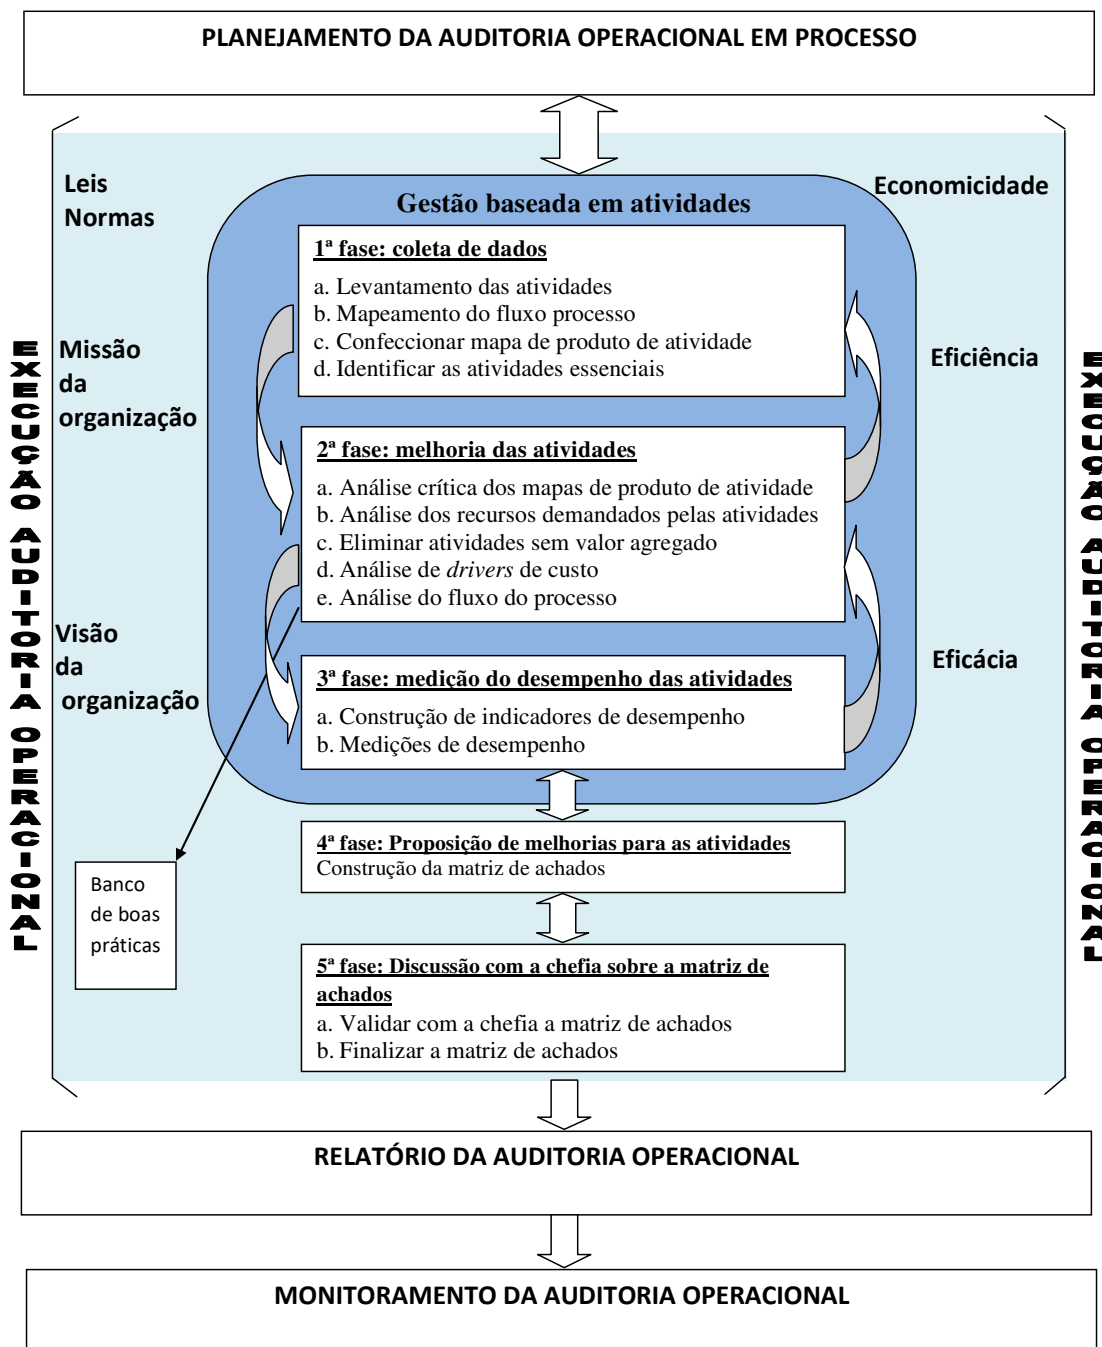 PLANEJAMENTO DA AUDITORIA OPERACIONAL EM PROCESSO
Leis
Normas
Economicidade
Gestão baseada em atividades
1ª fase: coleta de dados
a. Levantamento das atividades
b. Mapeamento do fluxo processo
c. Confeccionar mapa de produto de atividade
d. Identificar as atividades essenciais
Missão
da
organização
Eficiência
2ª fase: melhoria das atividades
a. Análise crítica dos mapas de produto de atividade
b. Análise dos recursos demandados pelas atividades
c. Eliminar atividades sem valor agregado
d. Análise de drivers de custo
e. Análise do fluxo do processo
Visão
da
organização
Eficácia
3ª fase: medição do desempenho das atividades
a. Construção de indicadores de desempenho
b. Medições de desempenho
4ª fase: Proposição de melhorias para as atividades
Construção da matriz de achados
Banco
de boas
práticas
5ª fase: Discussão com a chefia sobre a matriz de
achados
a. Validar com a chefia a matriz de achados
b. Finalizar a matriz de achados
EXECUÇÃO AUDITORIA OPERACIONAL
EXECUÇÃO AUDITORIA OPERACIONAL
RELATÓRIO DA AUDITORIA OPERACIONAL
MONITORAMENTO DA AUDITORIA OPERACIONAL